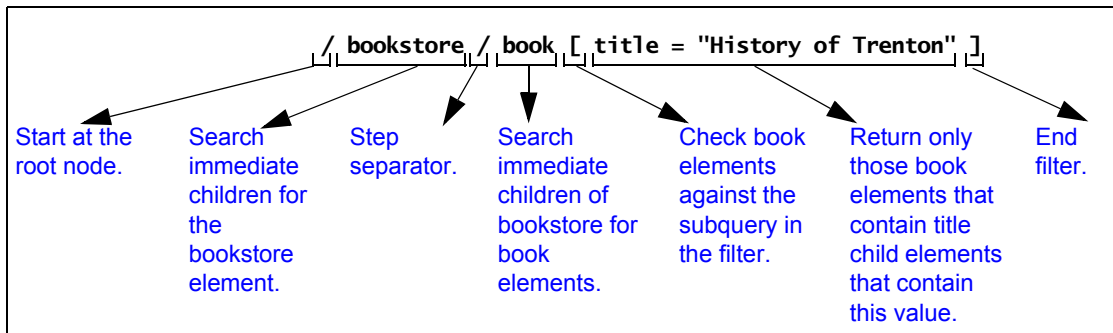 / bookstore / book [ title = "History of Trenton" ]
Start at the
root node.
Search
immediate
children for
the
bookstore
element.
Step
separator.
Search
immediate
children of
bookstore for
book
elements.
Check book
elements
against the
subquery in
the filter.
Return only
those book
elements that
contain title
child elements
that contain
this value.
End
filter.